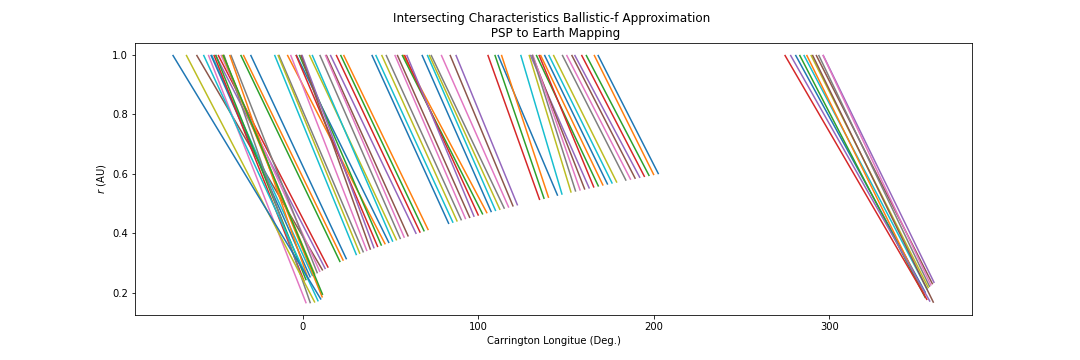 Intersecting Characteristics Ballistic-f Approximation
PSP to Earth Mapping
1.0
0.8
0.6
0.4
0.2
r (AU)
0
100
200
300
Carrington Longitue (Deg.)